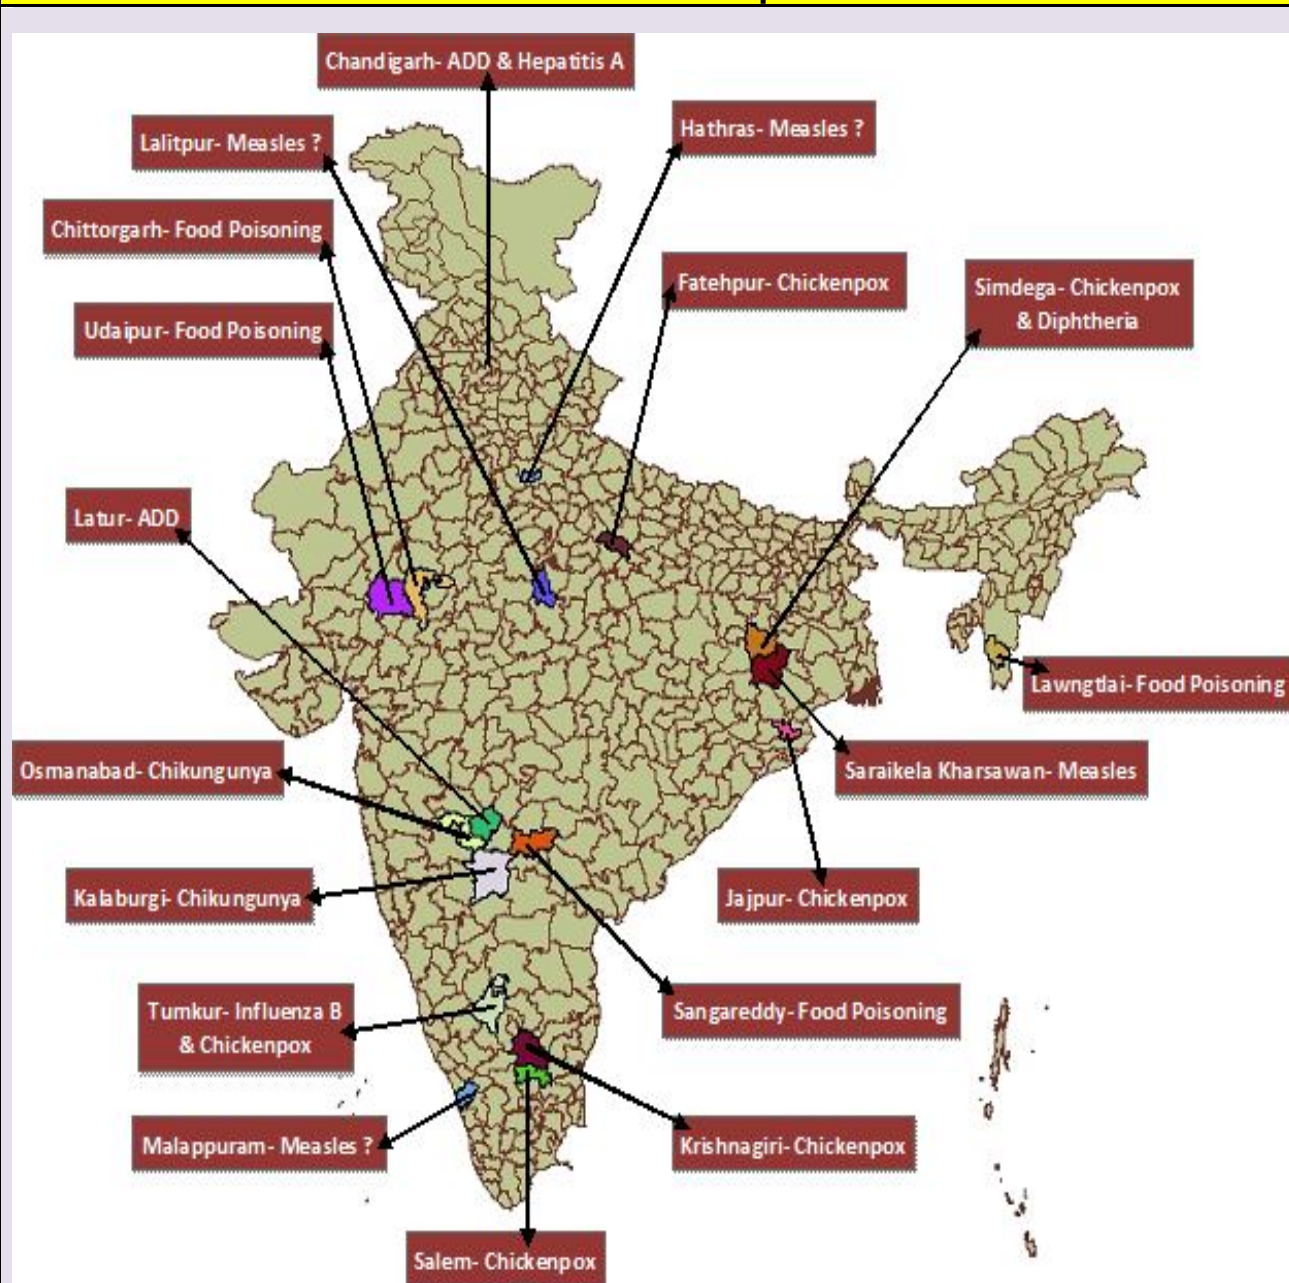 Chandigarh- ADD & Hepatitis A
Lalitpur- Measles ?
Hathras- Measles ?
Chittorgarh- Food Poisoning
Fatehpur- Chickenpox
Simdega- Chickenpox
& Diphtheria
Udaipur- Food Poisoning
Latur- ADD
Lawngtlai- Food Poisoning
Osmanabad- Chikungunya
Saraikela Kharsawan- Measles
Kalaburgi- Chikungunya
Jajpur- Chickenpox
Tumkur- Influenza B
& Chickenpox
Sangareddy- Food Poisoning
Malappuram- Measles ?
Krishnagiri- Chickenpox
Salem- Chickenpox